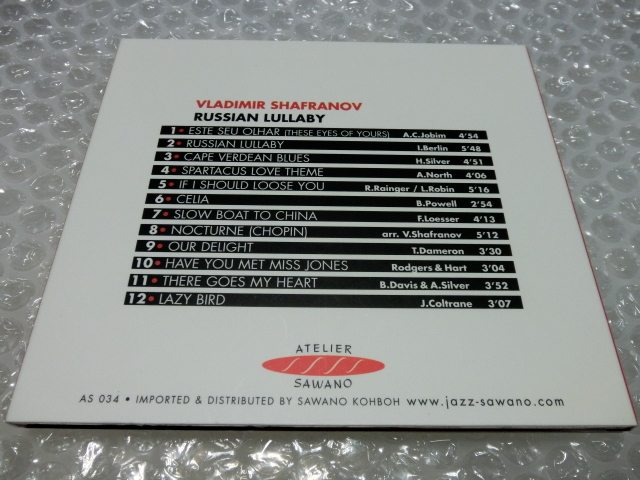 VLADIMIR SHAFRANOV
RUSSIAN LULLABY
1• ESTE SEU OLHAR (THESE EYES OF YOURS) A.C.Jobim 4'54
2• RUSSIAN LULLABY I.Berlin 5'48
3• CAPE VERDEAN BLUES H.Silver 4'51
4• SPARTACUS LOVE THEME A.North 4'06
5• IF I SHOULD LOOSE YOU R.Rainger / L.Robin 5'16
6• CELIA B.Powell 2'54
7• SLOW BOAT TO CHINA F.Loesser 4'13
8• NOCTURNE (CHOPIN) arr. V.Shafranov 5'12
9• OUR DELIGHT T.Dameron 3'30
10• HAVE YOU MET MISS JONES Rodgers & Hart 3'04
11• THERE GOES MY HEART B.Davis & A.Silver 3'52
12• LAZY BIRD J.Coltrane 3'07
ATELIER
SAWANO
AS 034 • IMPORTED & DISTRIBUTED BY SAWANO KOHBOH www.jazz-sawano.com